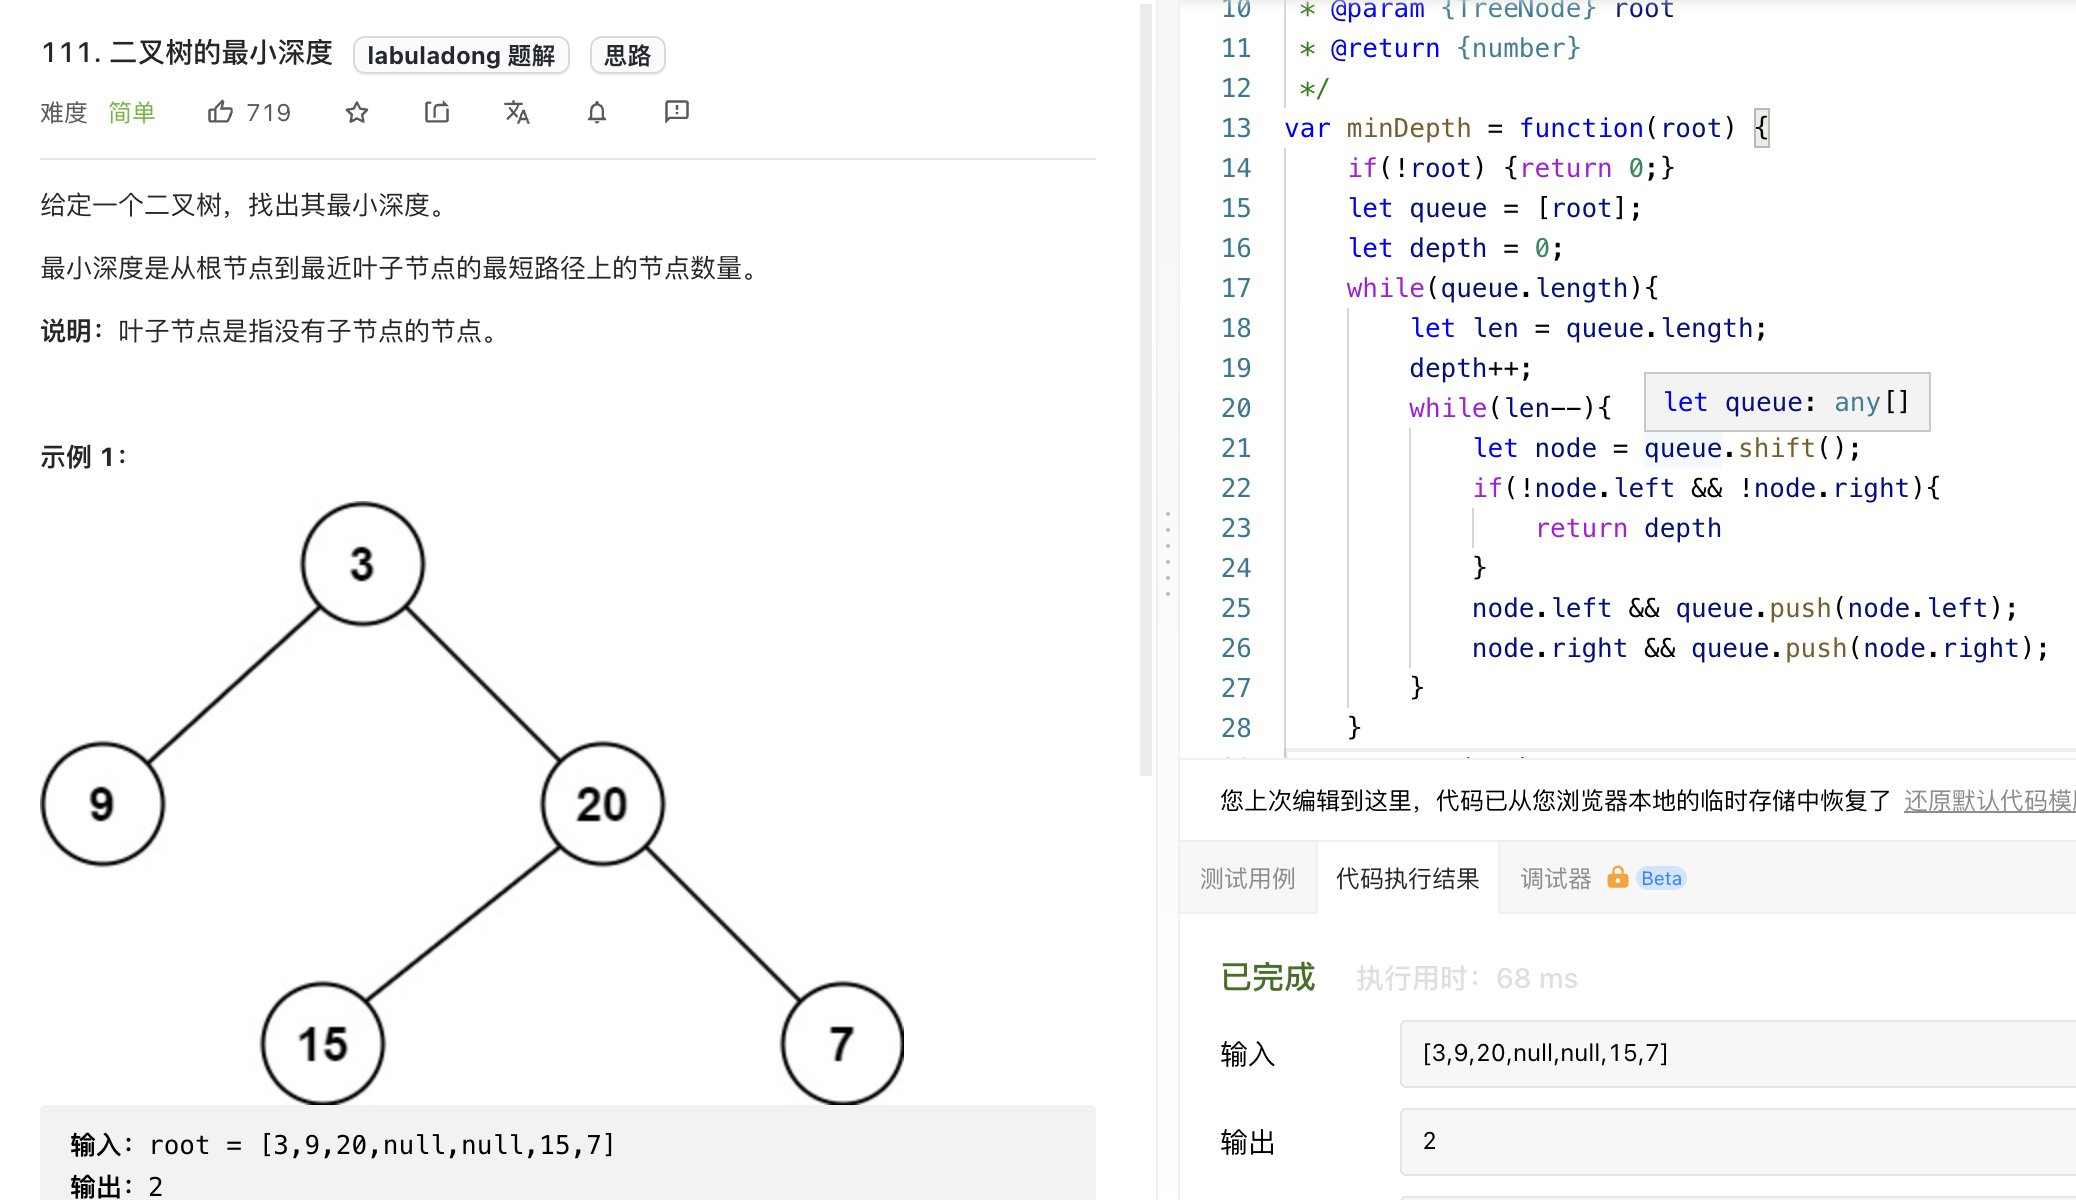 111. 二叉树的最小深度 labuladong 题解 思路
难度 简单 719
给定一个二叉树，找出其最小深度。
最小深度是从根节点到最近叶子节点的最短路径上的节点数量。
说明：叶子节点是指没有子节点的节点。
示例 1：
3
9 20
15 7
输入：root = [3,9,20,null,null,15,7]
输出：2
10 * @param {TreeNode} root
11 * @return {number}
12 */
13 var minDepth = function(root) {
14 if(!root) {return 0;}
15 let queue = [root];
16 let depth = 0;
17 while(queue.length){
18 let len = queue.length;
19 depth++;
20 while(len--){
let queue: any[]
21 let node = queue.shift();
22 if(!node.left && !node.right){
23 return depth
24 }
25 node.left && queue.push(node.left);
26 node.right && queue.push(node.right);
27 }
28 }
您上次编辑到这里，代码已从您浏览器本地的临时存储中恢复了 还原默认代码模
测试用例 代码执行结果 调试器 Beta
已完成 执行用时：68 ms
输入 [3,9,20,null,null,15,7]
输出 2